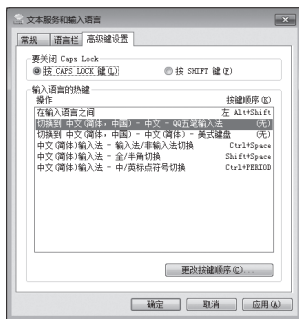 文本服务和输入语言
常规 语言栏 高级键设置
要关闭 Caps Lock
按 CAPS LOCK 键(L) 按 SHIFT 键(F)
输入语言的热键
操作 按键顺序(K)
在输入语言之间 左 Alt+Shift
切换到 中文(简体，中国) - 中文 - QQ五笔输入法 (无)
切换到 中文(简体，中国) - 中文(简体) - 美式键盘 (无)
中文(简体)输入法 - 输入法/非输入法切换 Ctrl+Space
中文(简体)输入法 - 全/半角切换 Shift+Space
中文(简体)输入法 - 中/英标点符号切换 Ctrl+PERIOD
更改按键顺序(C)...
确定 取消 应用(A)